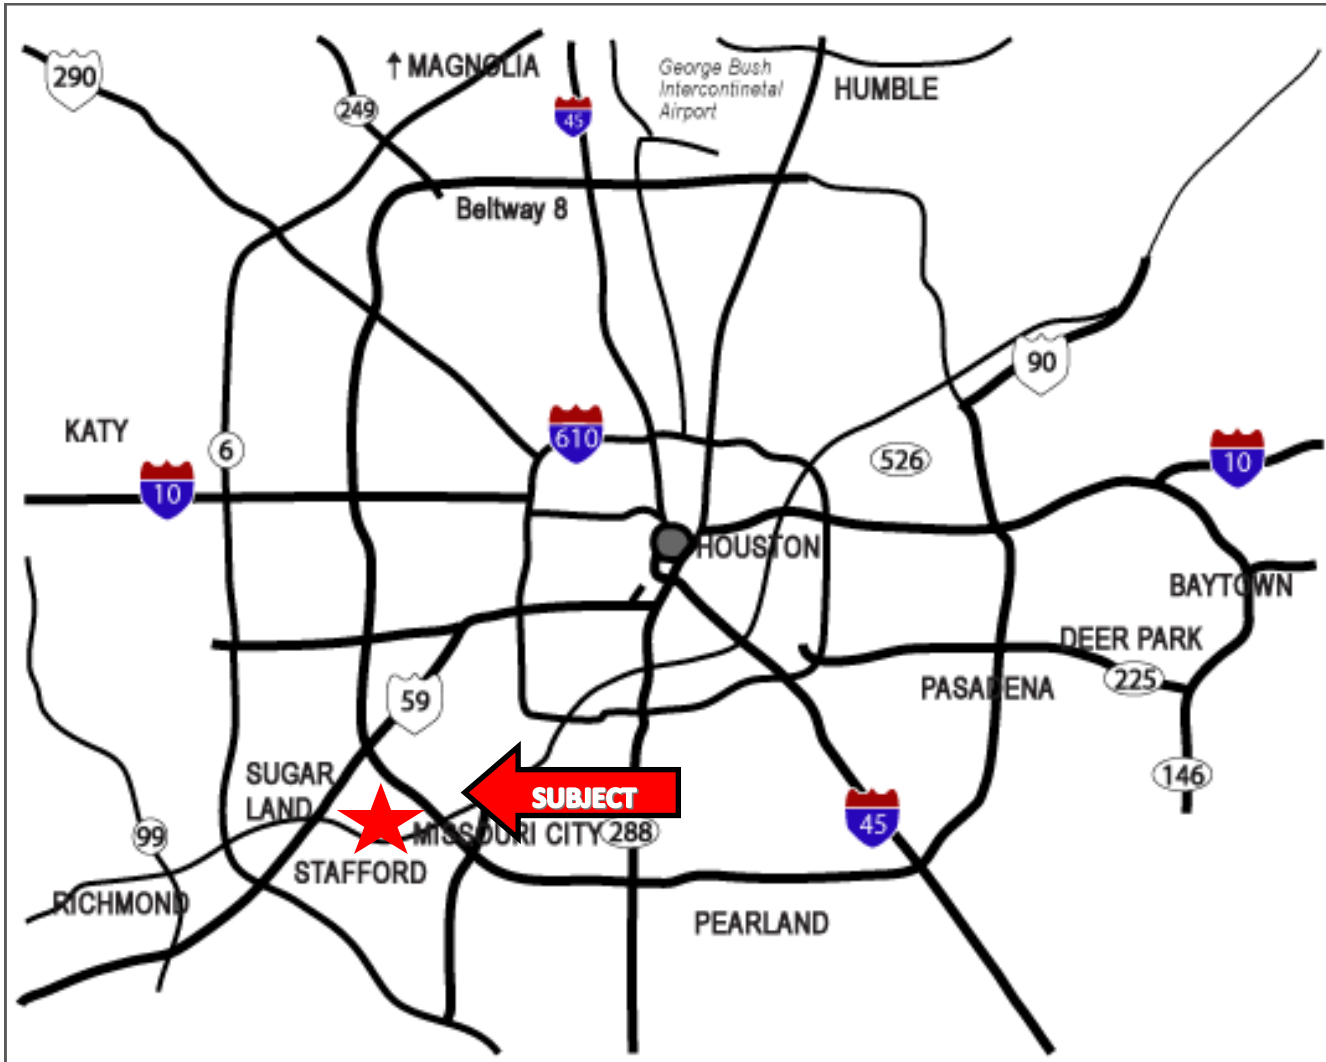 290
↑ MAGNOLIA
George Bush
Intercontinetal
Airport
HUMBLE
249
45
Beltway 8
90
KATY
6
610
526
10
10
HOUSTON
BAYTOWN
DEER PARK
225
PASADENA
59
SUGAR
LAND
SUBJECT
146
99
MISSOURI CITY
288
45
STAFFORD
RICHMOND
PEARLAND